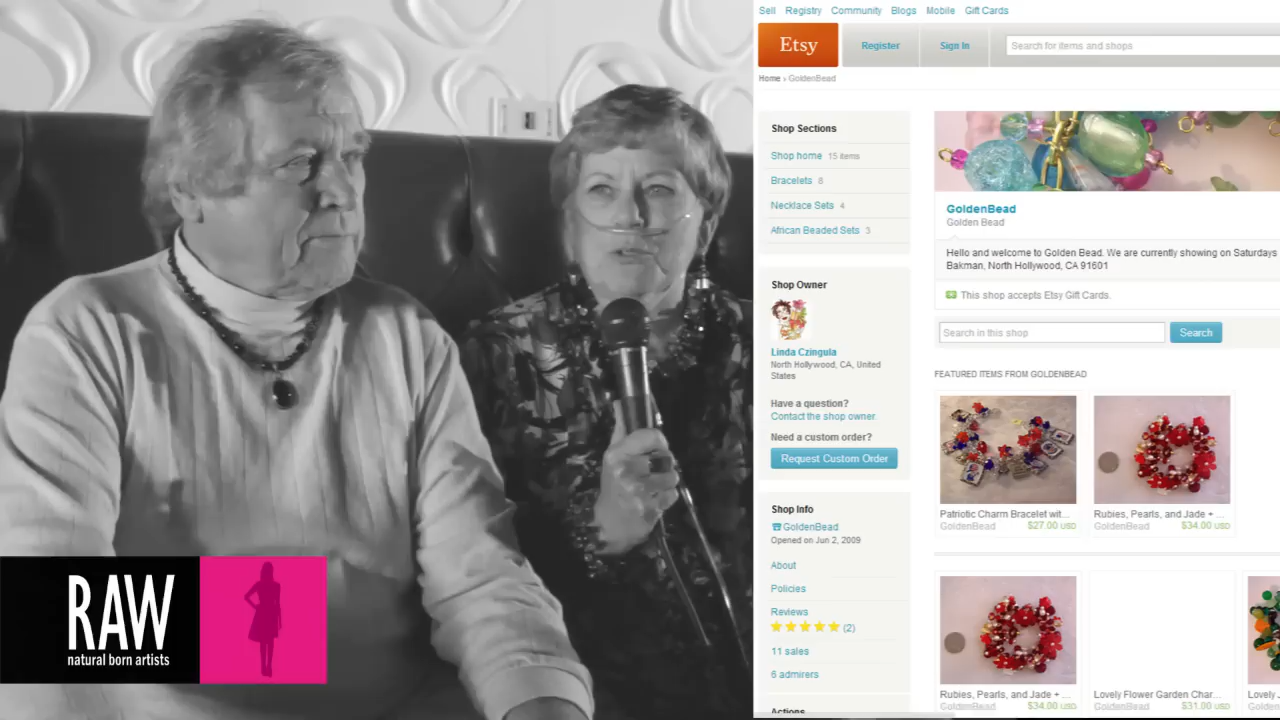 Sell Registry Community Blogs Mobile Gift Cards
Etsy
Register
Sign In
Search for items and shops
Home › GoldenBead
Shop Sections
Shop home 15 items
Bracelets 8
Necklace Sets 4
African Beaded Sets 3
Shop Owner
Linda Czingula
North Hollywood, CA, United
States
Have a question?
Contact the shop owner.
Need a custom order?
Request Custom Order
Shop Info
GoldenBead
Opened on Jun 2, 2009
About
Policies
Reviews
(2)
11 sales
6 admirers
Actions
GoldenBead
Golden Bead
Hello and welcome to Golden Bead. We are currently showing on Saturdays
Bakman, North Hollywood, CA 91601
This shop accepts Etsy Gift Cards.
Search in this shop
Search
FEATURED ITEMS FROM GOLDENBEAD
Patriotic Charm Bracelet wit...
GoldenBead $27.00 USD
Rubies, Pearls, and Jade + ...
GoldenBead $34.00 USD
Rubies, Pearls, and Jade + ...
GoldenBead $34.00 USD
Lovely Flower Garden Char...
GoldenBead $31.00 USD
Lovely
RAW
natural born artists